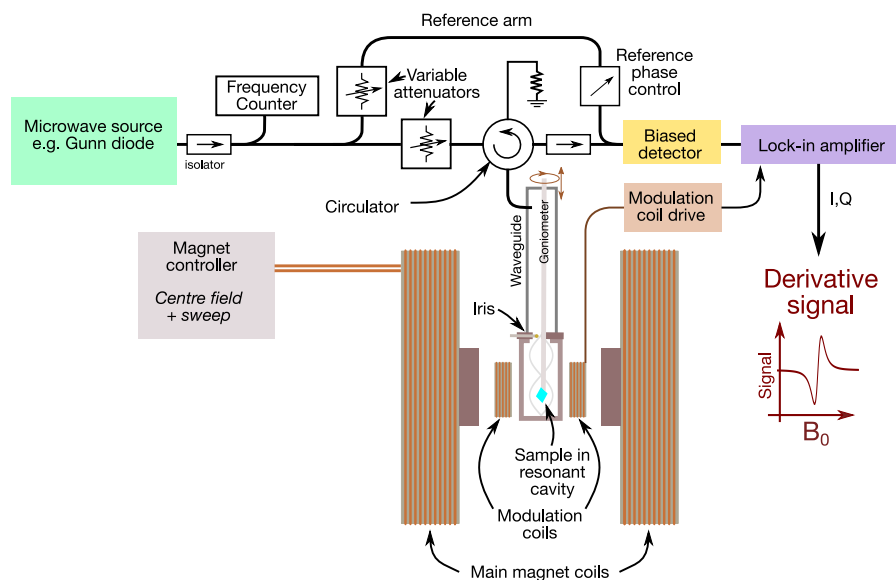 Reference arm
Frequency
Counter
Variable
attenuators
Reference
phase
control
Microwave source
e.g. Gunn diode
isolator
Biased
detector
Lock-in amplifier
Circulator
Waveguide
Goniometer
Modulation
coil drive
I,Q
Magnet
controller
Centre field
+ sweep
Iris
Derivative
signal
Signal
B₀
Sample in
resonant
cavity
Modulation
coils
Main magnet coils